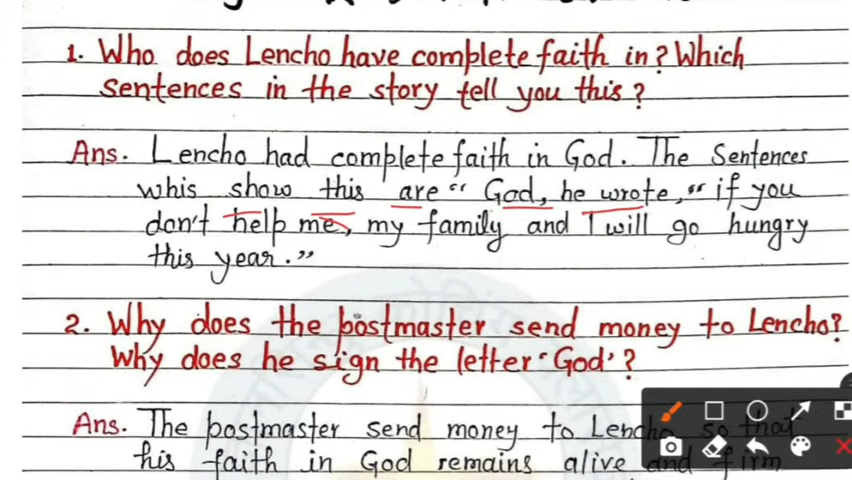 1. Who does Lencho have complete faith in? Which
sentences in the story tell you this?
Ans. Lencho had complete faith in God. The Sentences
whis show this are “ God, he wrote, “ if you
don't help me, my family and I will go hungry
this year.”
2. Why does the postmaster send money to Lencho?
Why does he sign the letter ‘God’?
Ans. The postmaster send money to Lencho so that
his faith in God remains alive and firm